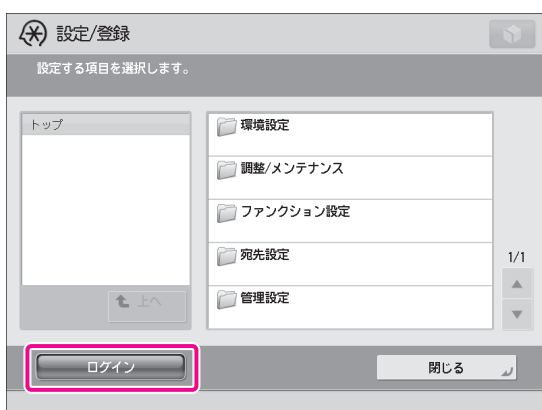 設定/登録
設定する項目を選択します。
トップ
環境設定
調整/メンテナンス
ファンクション設定
宛先設定
管理設定
1/1
上へ
ログイン
閉じる